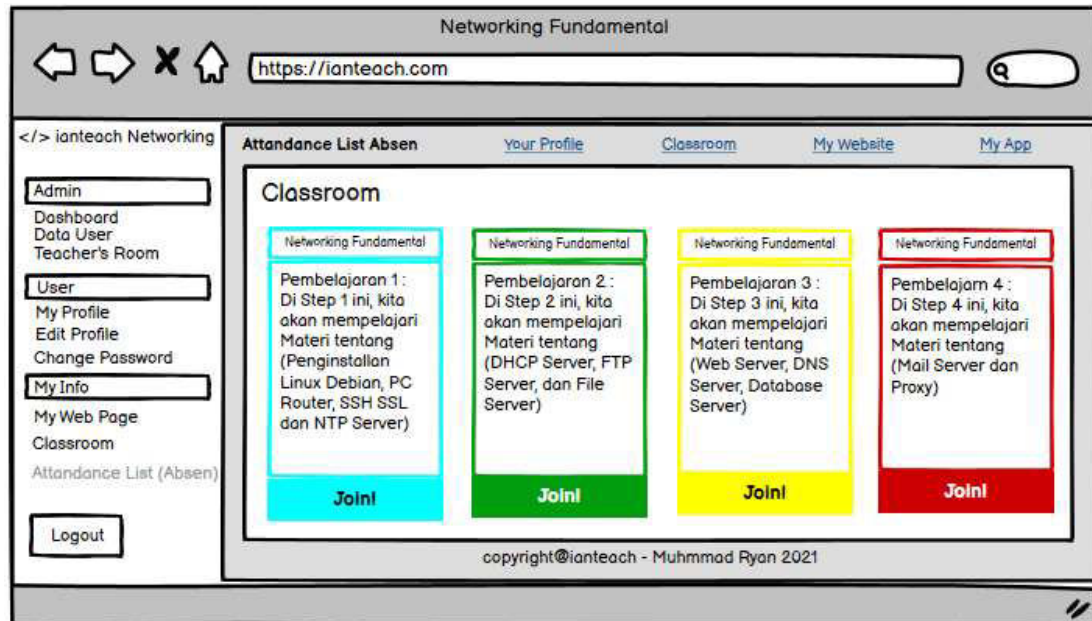 Networking Fundamental
https://ianteach.com
</> ianteach Networking
Admin
Dashboard
Data User
Teacher's Room
User
My Profile
Edit Profile
Change Password
My Info
My Web Page
Classroom
Attandance List (Absen)
Logout
Attandance List Absen
Your Profile
Classroom
My Website
My App
Classroom
Networking Fundamental
Pembelajaran 1 :
Di Step 1 ini, kita
akan mempelajari
Materi tentang
(Penginstallan
Linux Debian, PC
Router, SSH SSL
dan NTP Server)
Join!
Networking Fundamental
Pembelajaran 2 :
Di Step 2 ini, kita
akan mempelajari
Materi tentang
(DHCP Server, FTP
Server, dan File
Server)
Join!
Networking Fundamental
Pembelajaran 3 :
Di Step 3 ini, kita
akan mempelajari
Materi tentang
(Web Server, DNS
Server, Database
Server)
Join!
Networking Fundamental
Pembelajarn 4 :
Di Step 4 ini, kita
akan mempelajari
Materi tentang
(Mail Server dan
Proxy)
Join!
copyright@ianteach - Muhmmad Ryan 2021